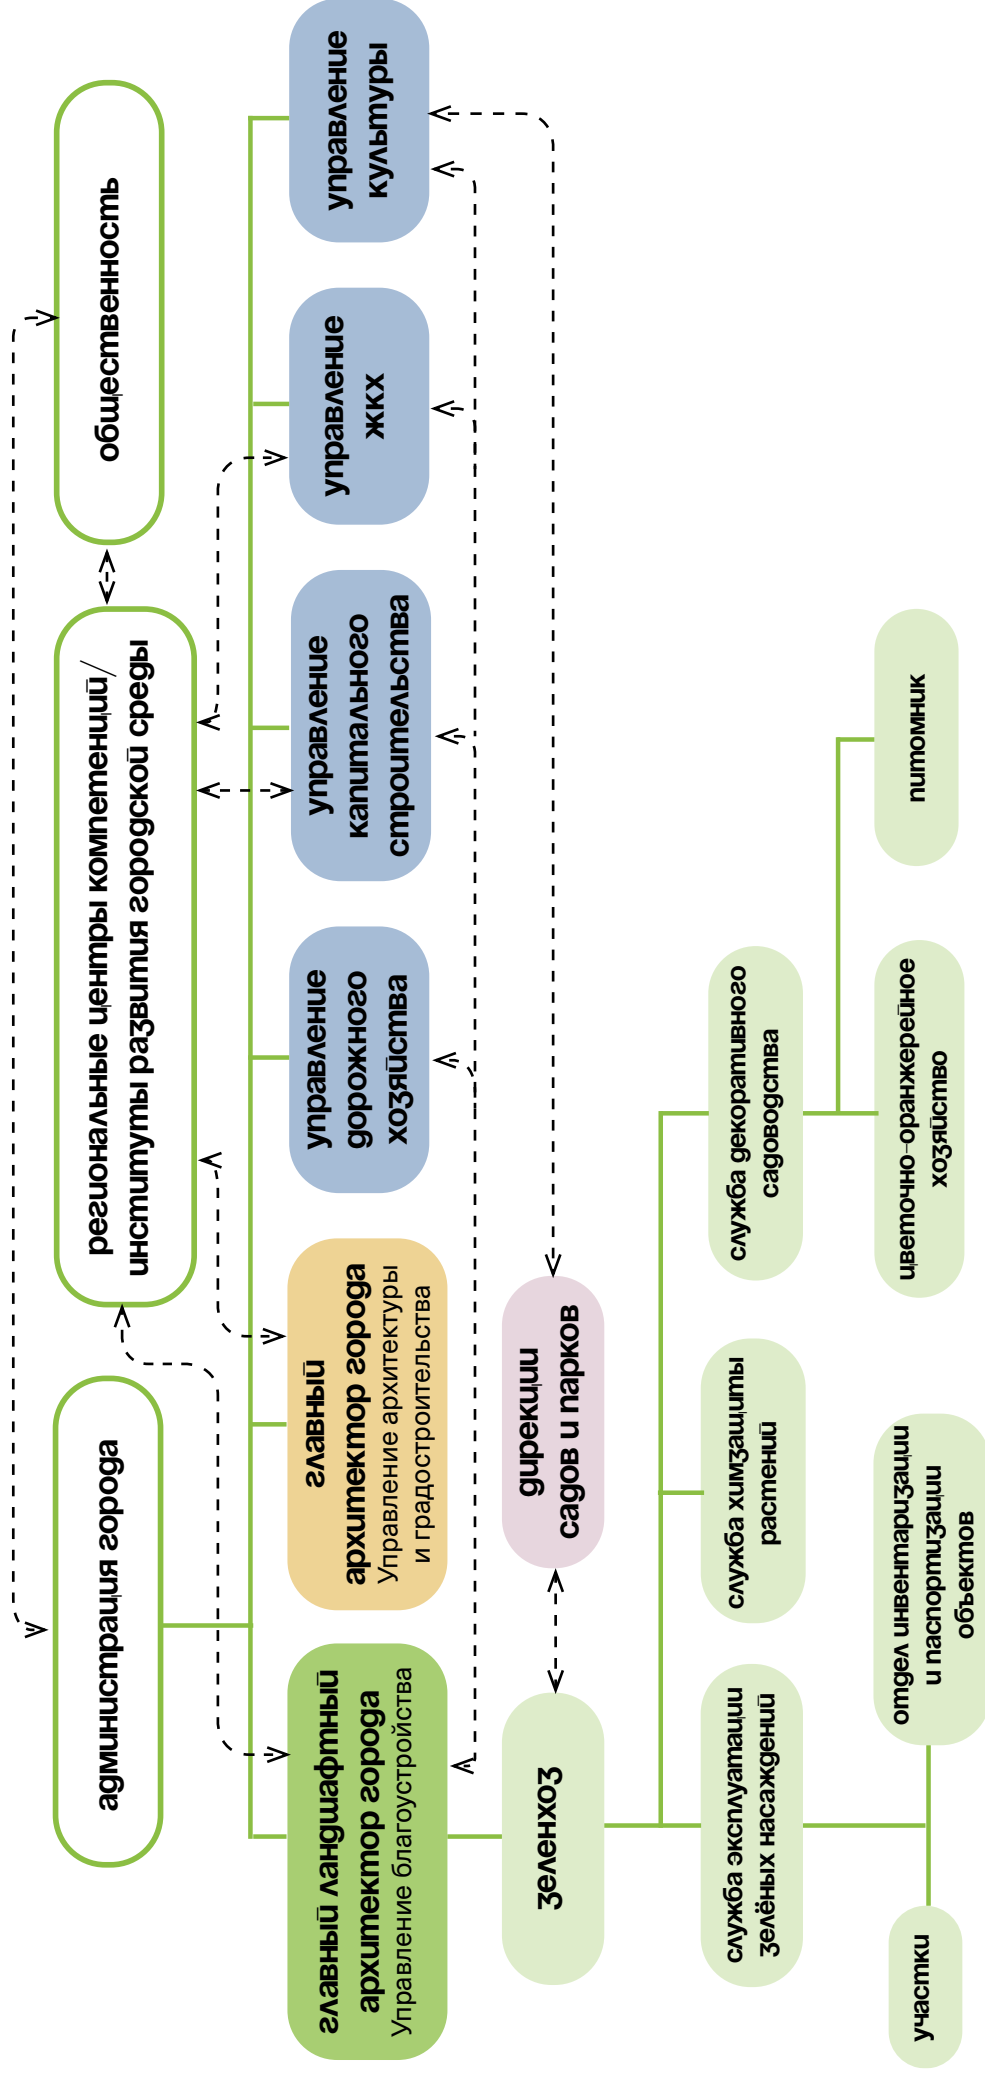 администрация города
региональные центры компетенций/
институты развития городской среды
общественность
главный ландшафтный
архитектор города
Управление благоустройства
главный
архитектор города
Управление архитектуры
и градостроительства
управление
дорожного
хозяйства
управление
капитального
строительства
управление
жкх
управление
культуры
зеленхоз
дирекции
садов и парков
служба эксплуатации
зелёных насаждений
служба химзащиты
растений
служба декоративного
садоводства
участки
отдел инвентаризации
и паспортизации
объектов
цветочно-оранжерейное
хозяйство
питомник